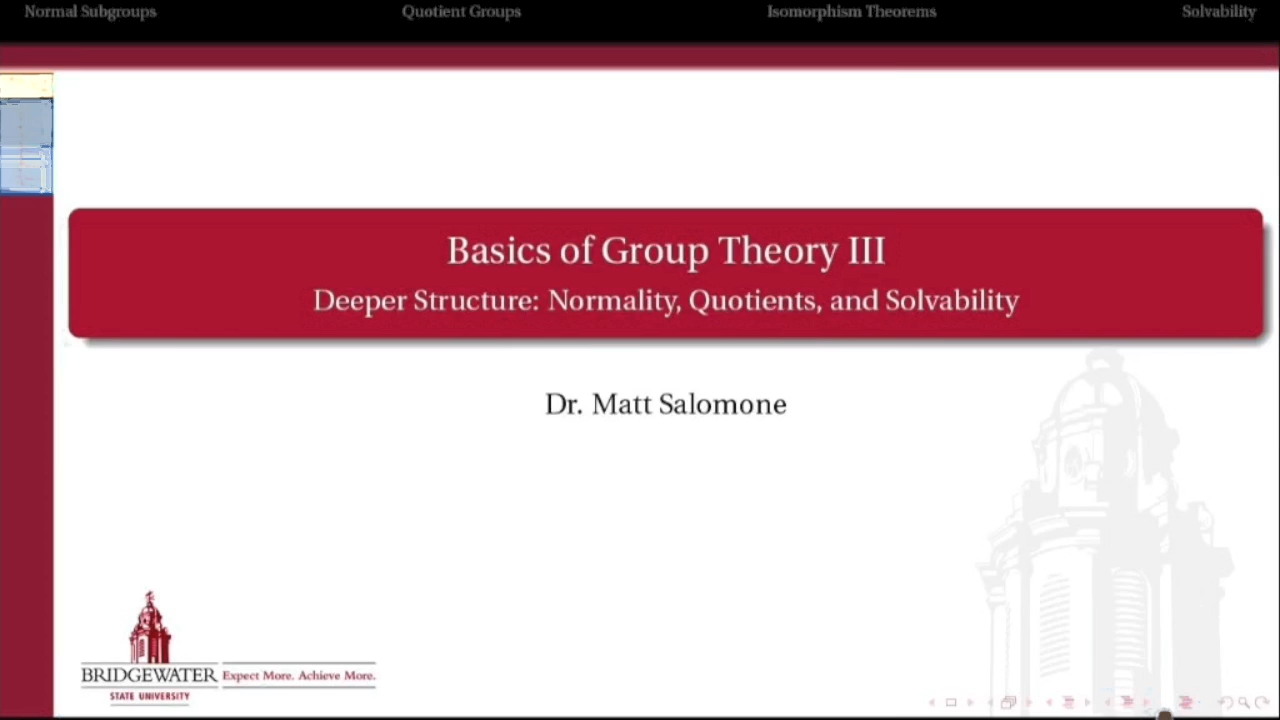 Normal Subgroups Quotient Groups Isomorphism Theorems Solvability
Basics of Group Theory III
Deeper Structure: Normality, Quotients, and Solvability
Dr. Matt Salomone
BRIDGEWATER Expect More. Achieve More.
STATE UNIVERSITY